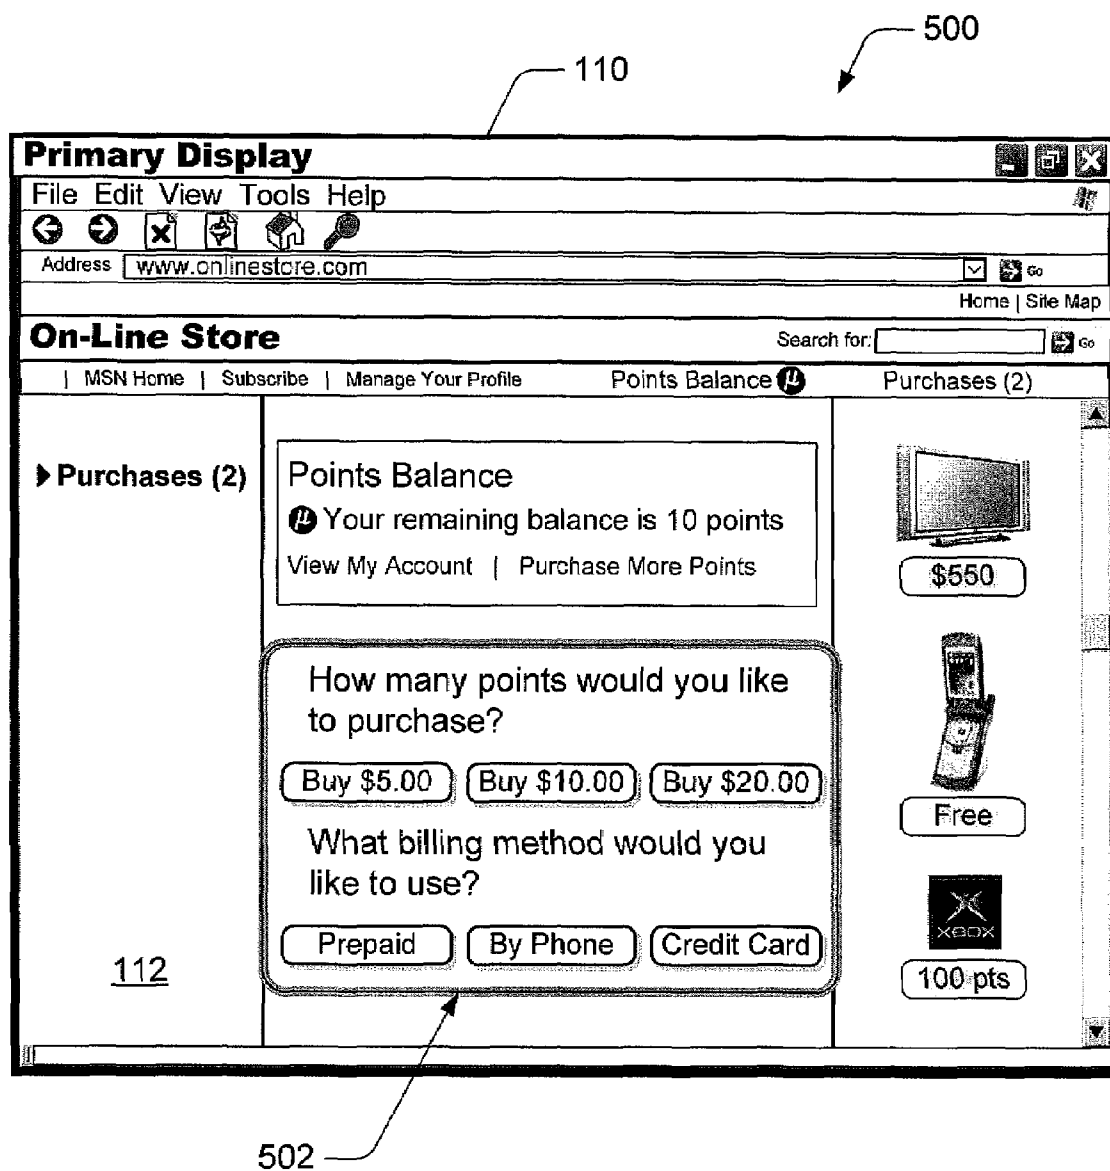 500
110
Primary Display
File Edit View Tools Help
Address www.onlinestore.com Go
Home | Site Map
On-Line Store Search for: Go
| MSN Home | Subscribe | Manage Your Profile Points Balance µ Purchases (2)
Purchases (2)
Points Balance
µ Your remaining balance is 10 points
View My Account | Purchase More Points
$550
How many points would you like
to purchase?
Buy $5.00 Buy $10.00 Buy $20.00
Free
What billing method would you
like to use?
Prepaid By Phone Credit Card
XBOX
100 pts
112
502